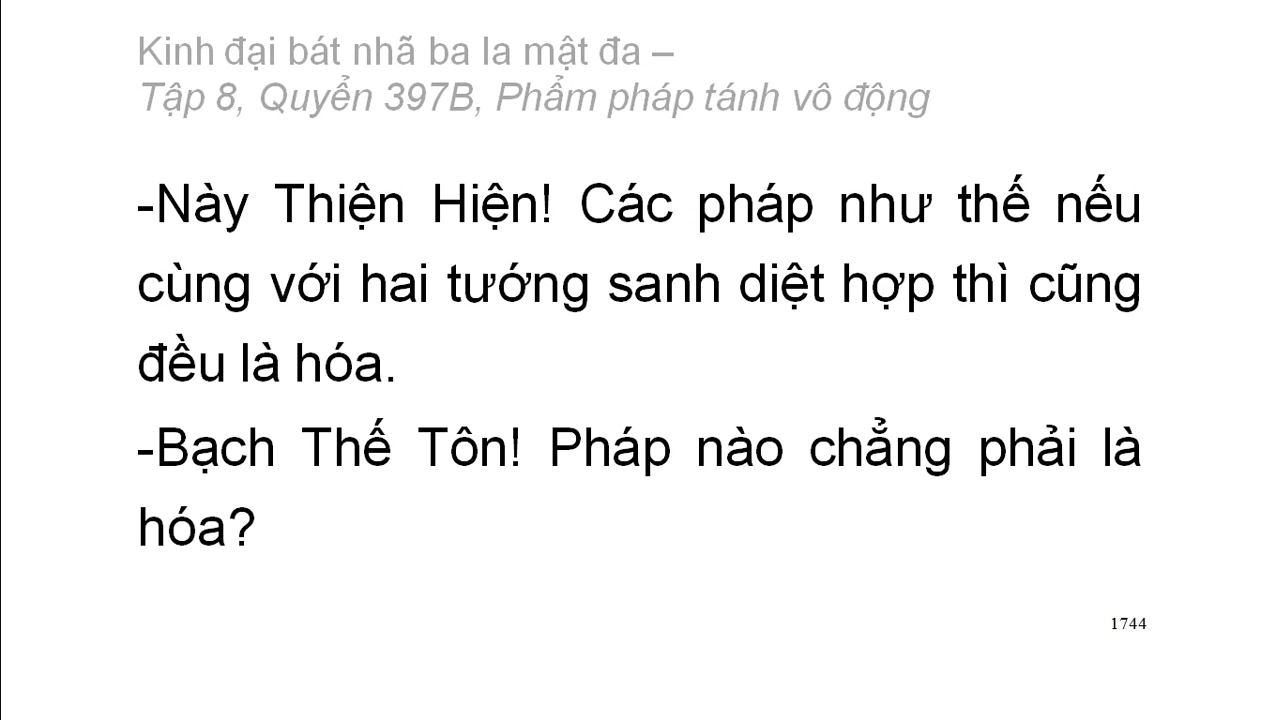 Kinh đại bát nhã ba la mật đa –
Tập 8, Quyển 397B, Phẩm pháp tánh vô động
-Này Thiện Hiện! Các pháp như thế nếu
cùng với hai tướng sanh diệt hợp thì cũng
đều là hóa.
-Bạch Thế Tôn! Pháp nào chẳng phải là
hóa?
1744